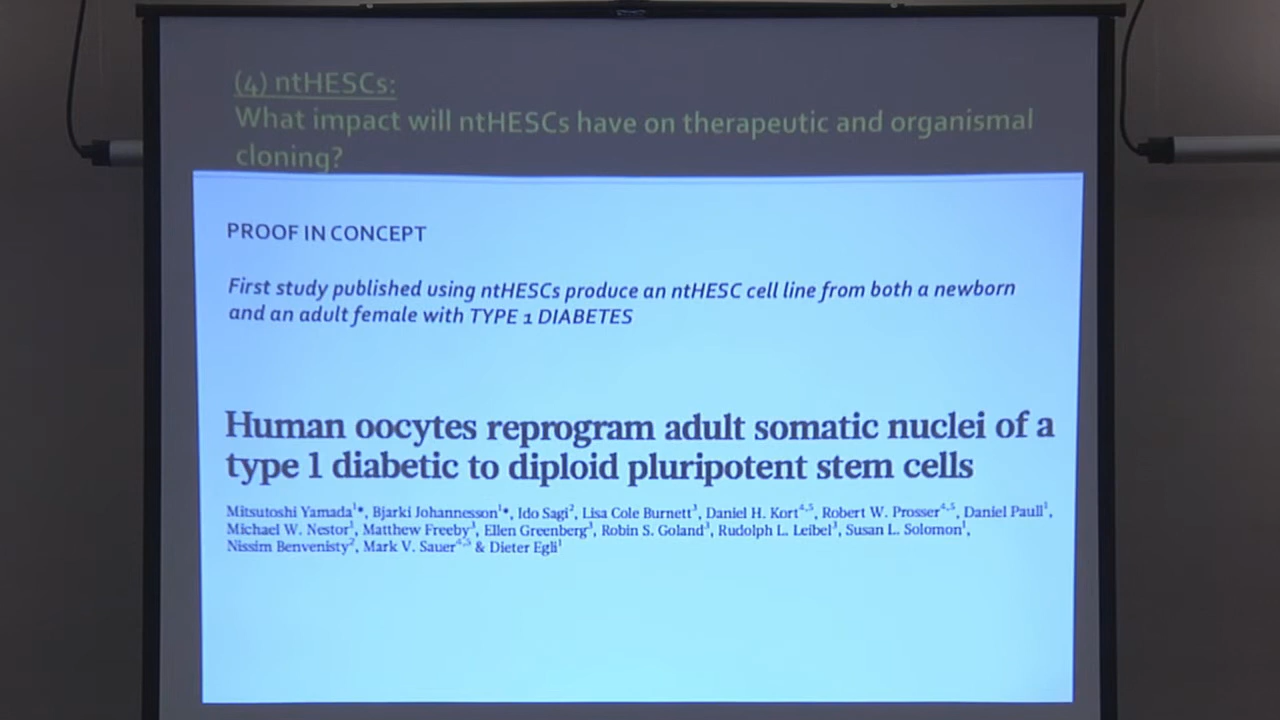 (4) ntHESCs:
What impact will ntHESCs have on therapeutic and organismal
cloning?
PROOF IN CONCEPT
First study published using ntHESCs produce an ntHESC cell line from both a newborn
and an adult female with TYPE 1 DIABETES
Human oocytes reprogram adult somatic nuclei of a
type 1 diabetic to diploid pluripotent stem cells
Mitsutoshi Yamada¹*, Bjarki Johannesson¹*, Ido Sagi², Lisa Cole Burnett³, Daniel H. Kort⁴,⁵, Robert W. Prosser⁴,⁵, Daniel Paull¹,
Michael W. Nestor¹, Matthew Freeby³, Ellen Greenberg³, Robin S. Goland³, Rudolph L. Leibel³, Susan L. Solomon¹,
Nissim Benvenisty², Mark V. Sauer⁴,⁵ & Dieter Egli¹